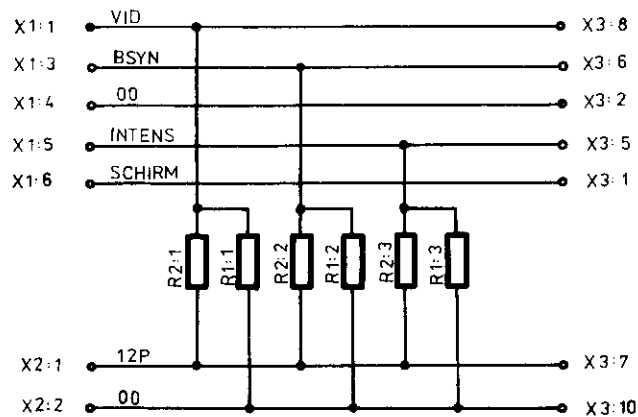 X1:1 VID X3:8
X1:3 BSYN X3:6
X1:4 00 X3:2
X1:5 INTENS X3:5
X1:6 SCHIRM X3:1
R2:1 R1:1 R2:2 R1:2 R2:3 R1:3
X2:1 12P X3:7
X2:2 00 X3:10